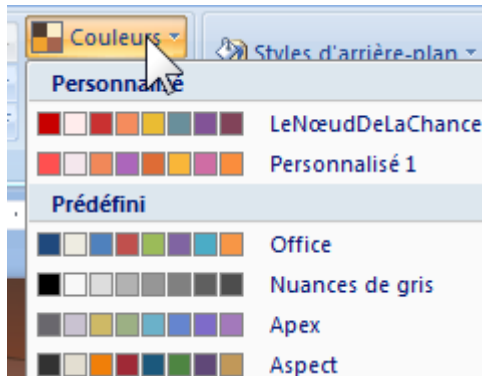 Couleurs
Styles d'arrière-plan
Personnalisé
LeNœudDeLaChance
Personnalisé 1
Prédéfini
Office
Nuances de gris
Apex
Aspect